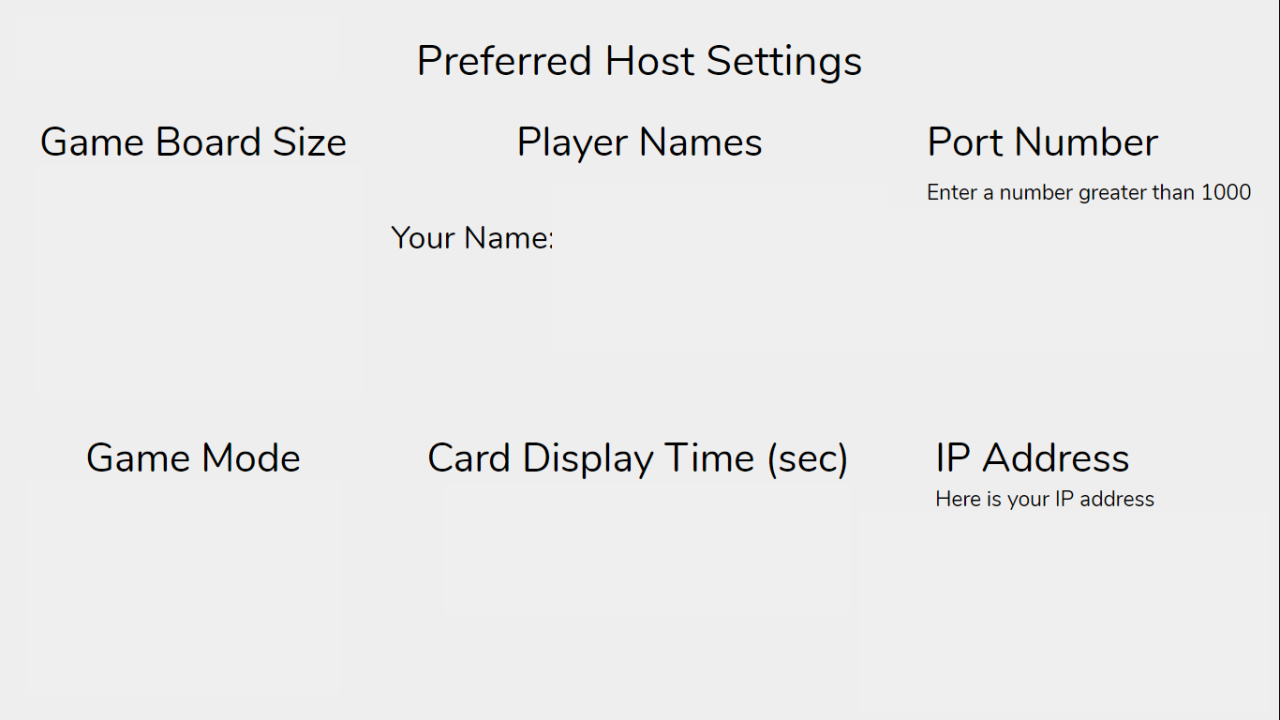 Preferred Host Settings
Game Board Size
Player Names
Port Number
Enter a number greater than 1000
Your Name:
Game Mode
Card Display Time (sec)
IP Address
Here is your IP address